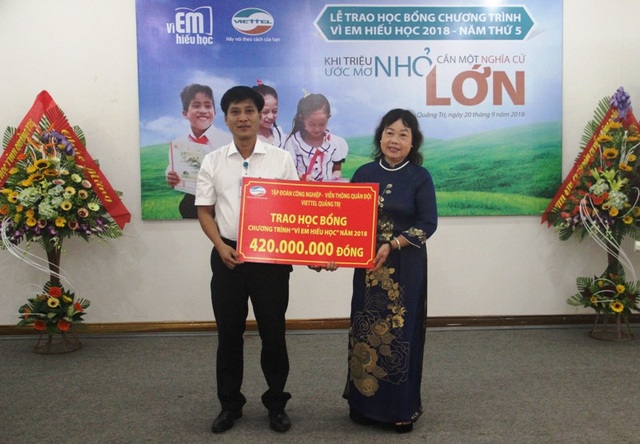 vì EM
hiếu học
VIETTEL
Hãy nói theo cách của bạn
LỄ TRAO HỌC BỔNG CHƯƠNG TRÌNH
VÌ EM HIẾU HỌC 2018 - NĂM THỨ 5
KHI TRIỆU
ƯỚC MƠ NHỎ
CẦN MỘT NGHĨA CỬ
LỚN
Quảng Trị, ngày 20 tháng 9 năm 2018
VIETTEL
TẬP ĐOÀN CÔNG NGHIỆP - VIỄN THÔNG QUÂN ĐỘI
VIETTEL QUẢNG TRỊ
TRAO HỌC BỔNG
CHƯƠNG TRÌNH "VÌ EM HIẾU HỌC" NĂM 2018
420.000.000 ĐỒNG